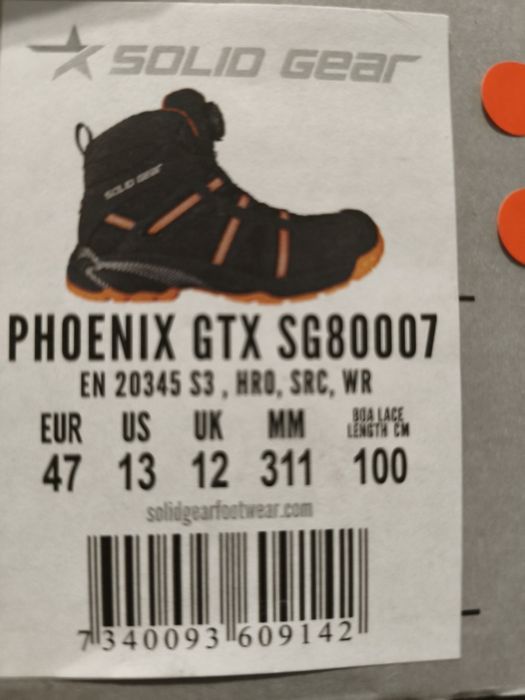 SOLID GEAR
SOLID GEAR
PHOENIX GTX SG80007
EN 20345 S3 , HRO, SRC, WR
EUR US UK MM BOA LACE LENGTH CM
47 13 12 311 100
solidgearfootwear.com
7 340093 609142